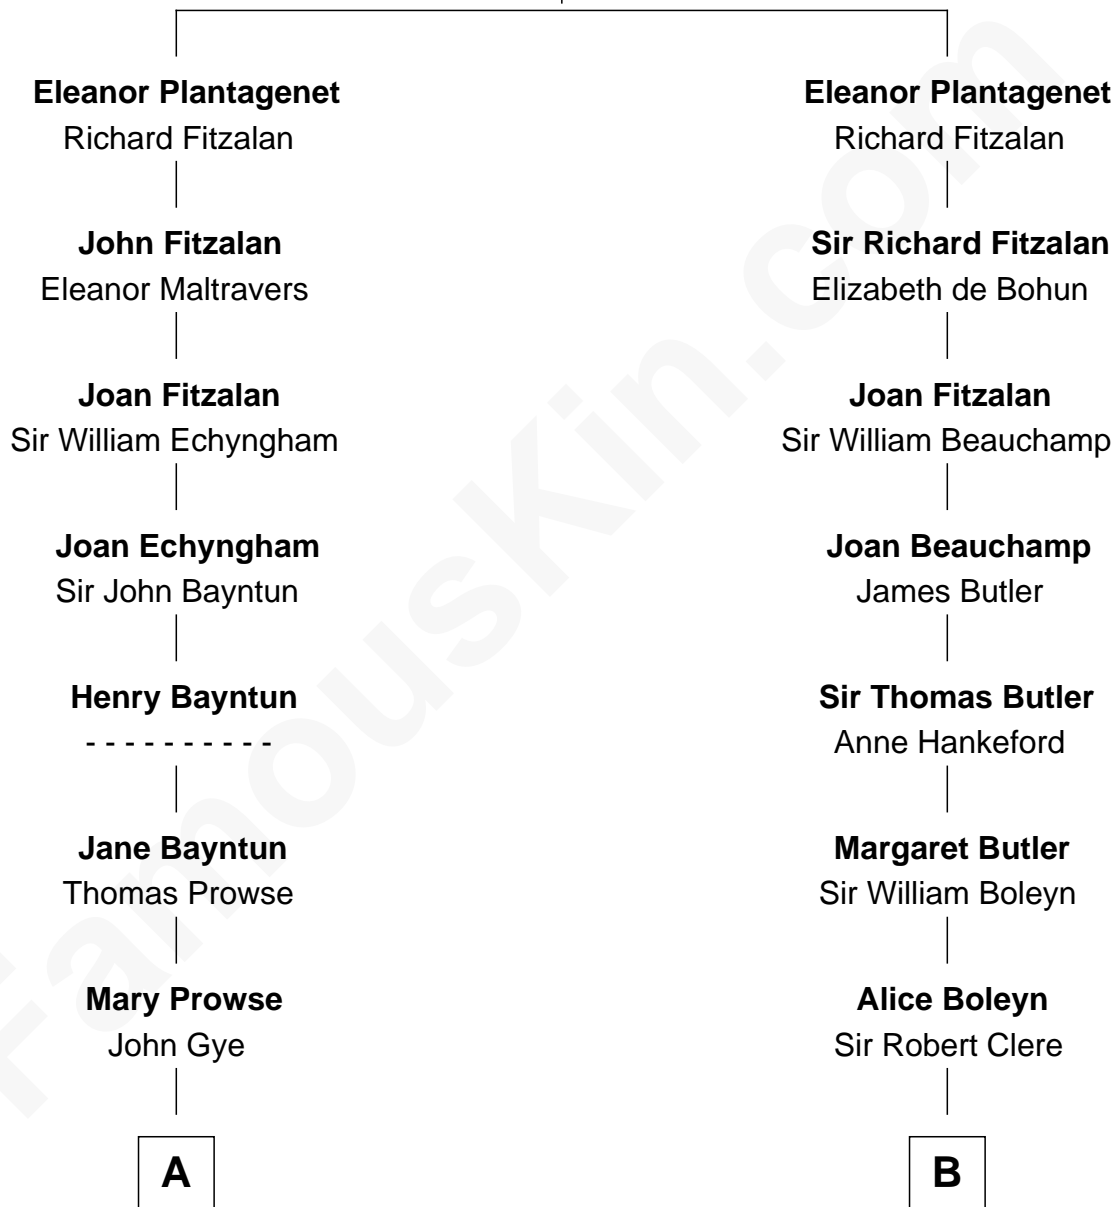 Eleanor Plantagenet
Richard Fitzalan
John Fitzalan
Eleanor Maltravers
Joan Fitzalan
Sir William Echyngham
Joan Echyngham
Sir John Bayntun
Henry Bayntun
- - - - - - - - - -
Jane Bayntun
Thomas Prowse
Mary Prowse
John Gye
A
Eleanor Plantagenet
Richard Fitzalan
Sir Richard Fitzalan
Elizabeth de Bohun
Joan Fitzalan
Sir William Beauchamp
Joan Beauchamp
James Butler
Sir Thomas Butler
Anne Hankeford
Margaret Butler
Sir William Boleyn
Alice Boleyn
Sir Robert Clere
B
FamousKin.com